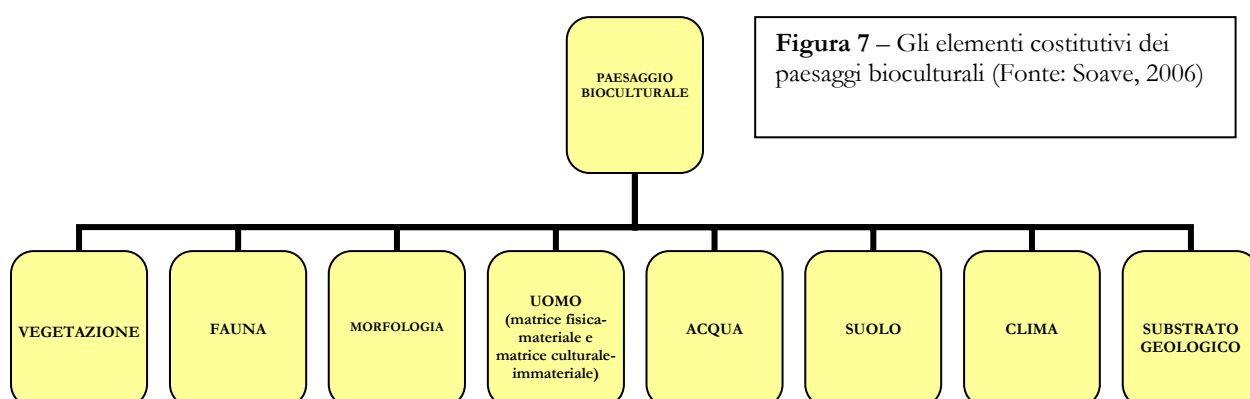 PAESAGGIO
BIOCULTURALE
Figura 7 – Gli elementi costitutivi dei
paesaggi bioculturali (Fonte: Soave, 2006)
VEGETAZIONE
FAUNA
MORFOLOGIA
UOMO
(matrice fisica-
materiale e
matrice culturale-
immateriale)
ACQUA
SUOLO
CLIMA
SUBSTRATO
GEOLOGICO